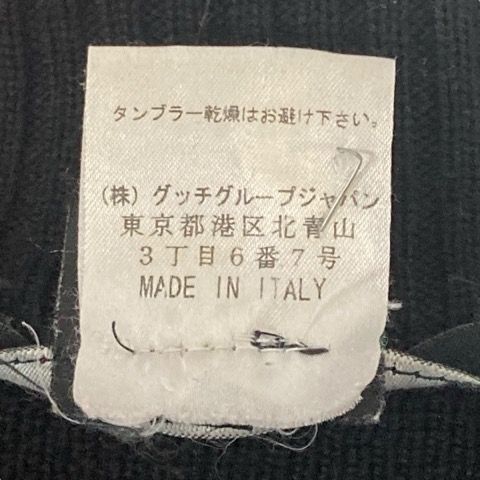 タンブラー乾燥はお避け下さい。
(株) グッチグループジャパン
東京都港区北青山
3丁目6番7号
MADE IN ITALY